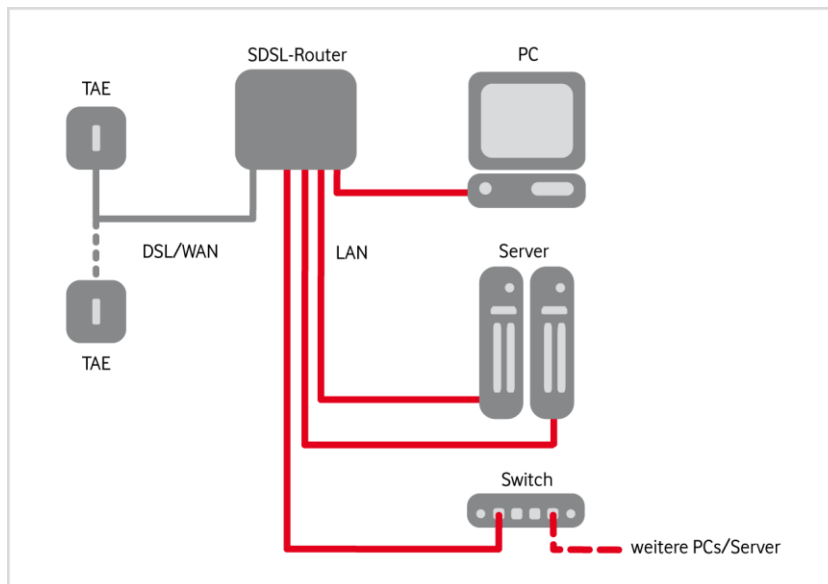 SDSL-Router
PC
TAE
DSL/WAN
LAN
Server
TAE
Switch
weitere PCs/Server